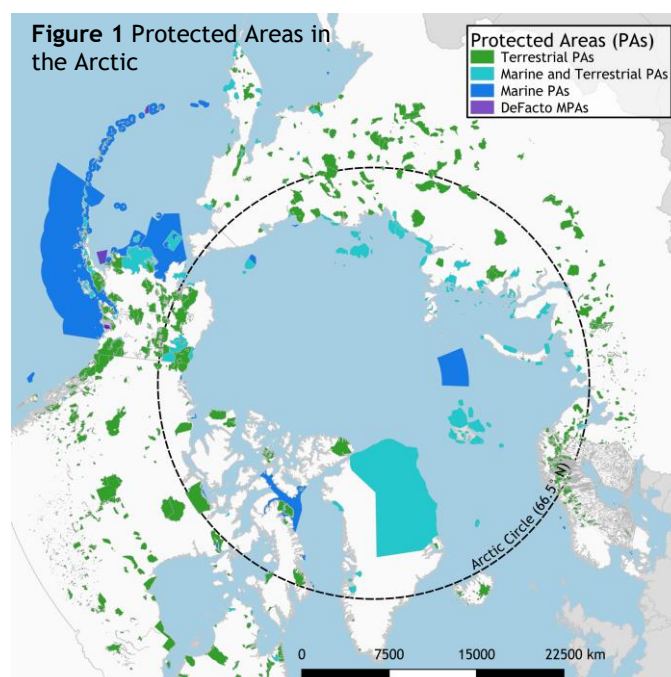 Figure 1 Protected Areas in
the Arctic
Protected Areas (PAs)
Terrestrial PAs
Marine and Terrestrial PAs
Marine PAs
DeFacto MPAs
Arctic Circle (66.5° N)
0 7500 15000 22500 km